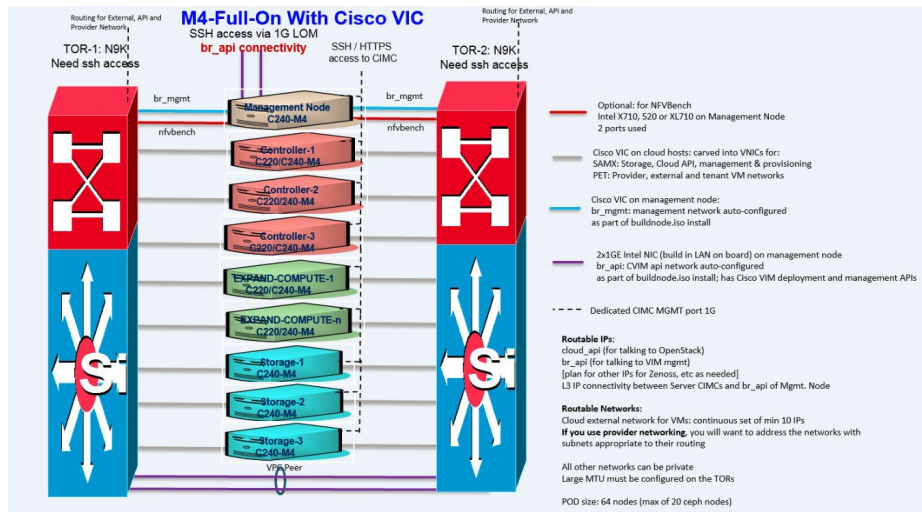 Routing for External, API and
Provider Network
M4-Full-On With Cisco VIC
SSH access via 1G LOM
br_api connectivity
Routing for External, API and
Provider Network
TOR-1: N9K
Need ssh access
SSH / HTTPS
access to CIMC
TOR-2: N9K
Need ssh access
br_mgmt
Management Node
C240-M4
br_mgmt
nfvbench
nfvbench
Controller-1
C220/C240-M4
Controller-2
C220/240-M4
Controller-3
C220/C240-M4
EXPAND-COMPUTE-1
C220/C240-M4
EXPAND-COMPUTE-n
C220/240-M4
Storage-1
C240-M4
Storage-2
C240-M4
Storage-3
C240-M4
VPC Peer
Si
Si
Optional: for NFVBench
Intel X710, 520 or XL710 on Management Node
2 ports used
Cisco VIC on cloud hosts: carved into VNICs for:
SAMX: Storage, Cloud API, management & provisioning
PET: Provider, external and tenant VM networks
Cisco VIC on management node:
br_mgmt: management network auto-configured
as part of buildnode.iso install
2x1GE Intel NIC (build in LAN on board) on management node
br_api: CVIM api network auto-configured
as part of buildnode.iso install; has Cisco VIM deployment and management APIs
Dedicated CIMC MGMT port 1G
Routable IPs:
cloud_api (for talking to OpenStack)
br_api (for talking to VIM mgmt)
[plan for other IPs for Zenoss, etc as needed]
L3 IP connectivity between Server CIMCs and br_api of Mgmt. Node
Routable Networks:
Cloud external network for VMs: continuous set of min 10 IPs
If you use provider networking, you will want to address the networks with
subnets appropriate to their routing
All other networks can be private
Large MTU must be configured on the TORs
POD size: 64 nodes (max of 20 ceph nodes)